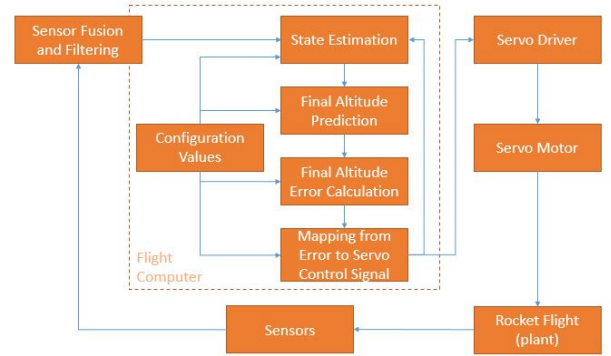 Sensor Fusion
and Filtering
State Estimation
Servo Driver
Final Altitude
Prediction
Configuration
Values
Servo Motor
Final Altitude
Error Calculation
Mapping from
Error to Servo
Control Signal
Flight
Computer
Sensors
Rocket Flight
(plant)